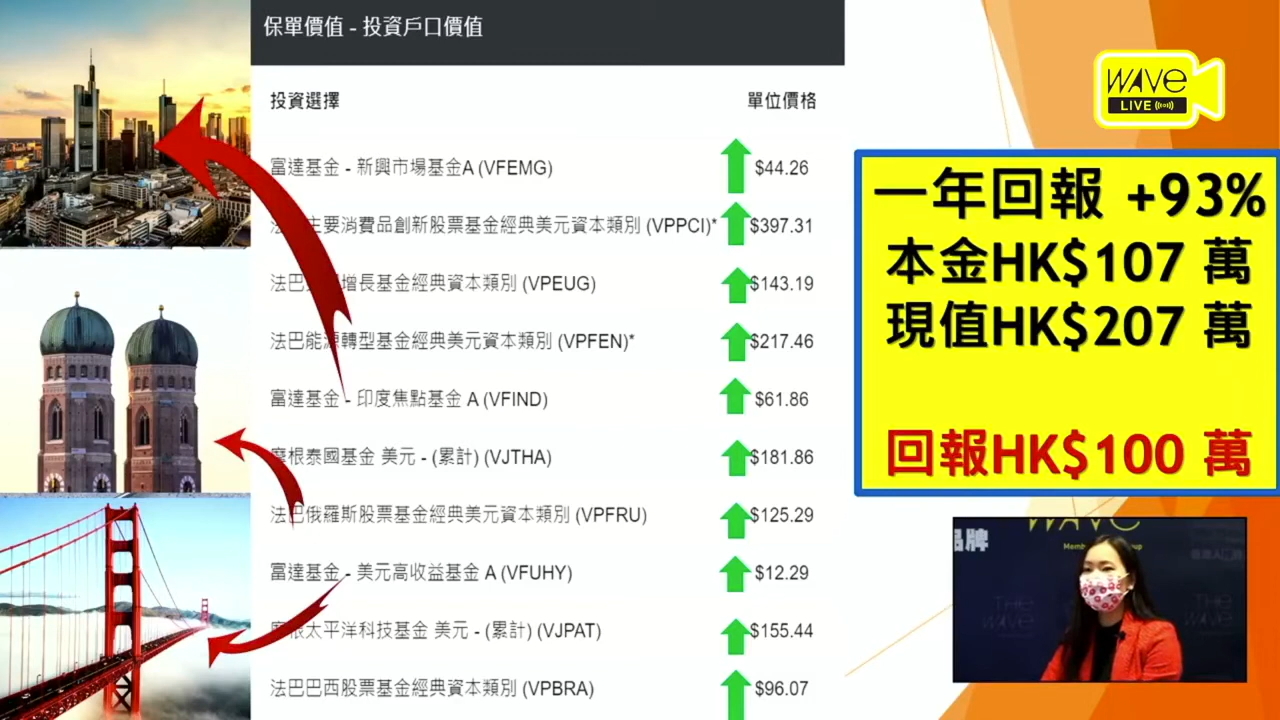 保單價值 - 投資戶口價值
投資選擇 單位價格
富達基金 - 新興市場基金A (VFEMG) $44.26
法 主要消費品創新股票基金經典美元資本類別 (VPPCI)* $397.31
法巴 增長基金經典資本類別 (VPEUG) $143.19
法巴能源轉型基金經典美元資本類別 (VPFEN)* $217.46
富達基金 - 印度焦點基金 A (VFIND) $61.86
摩根泰國基金 美元 - (累計) (VJTHA) $181.86
法巴俄羅斯股票基金經典美元資本類別 (VPFRU) $125.29
富達基金 - 美元高收益基金 A (VFUHY) $12.29
摩根太平洋科技基金 美元 - (累計) (VJPAT) $155.44
法巴巴西股票基金經典資本類別 (VPBRA) $96.07
WAVE
LIVE
一年回報 +93%
本金HK$107 萬
現值HK$207 萬
回報HK$100 萬
WAVE
品牌
THE WAVE